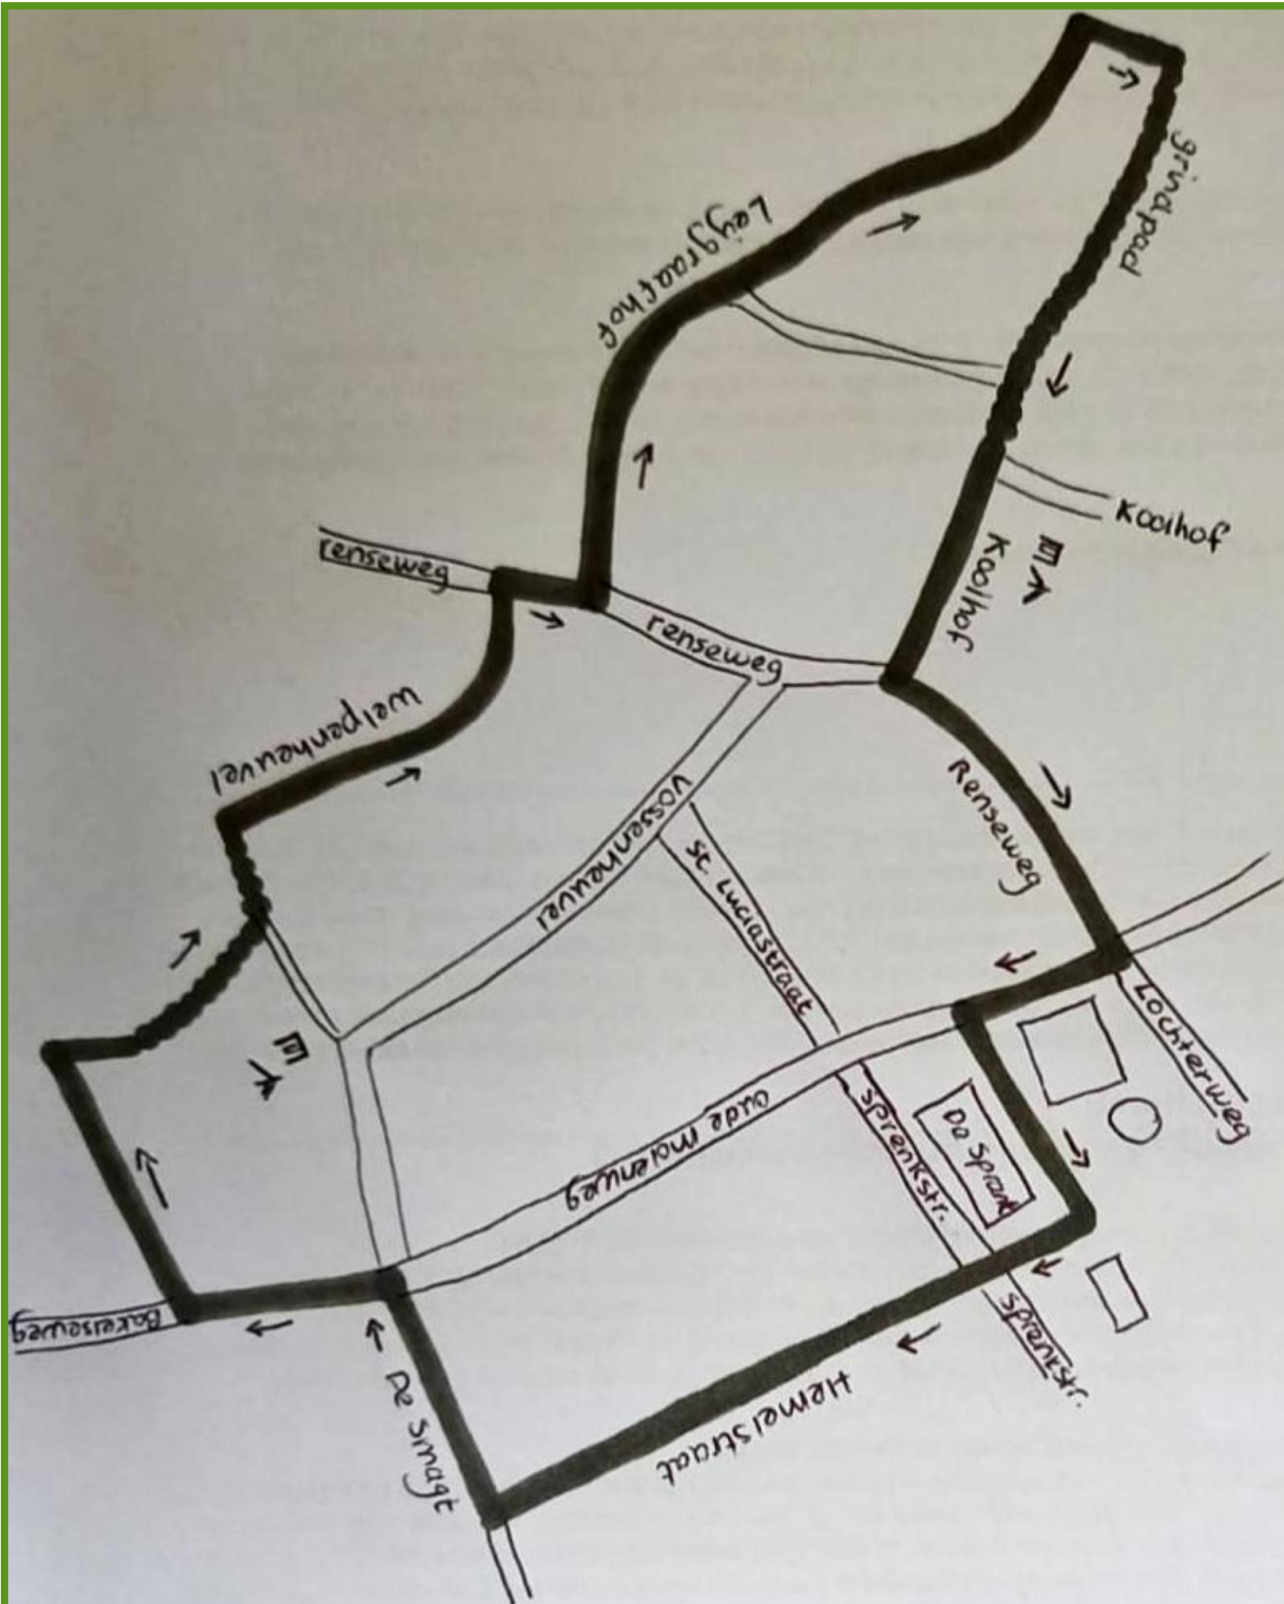 grindpad
Leijgraafhof
Koolhof
Koolhof
renseweg
renseweg
Welpenheuvel
Renseweg
Vossenheuvel
St. Luciastraat
Lochterweg
oude molenweg
sprenkstr.
De Sprank
sprenkstr.
Bakelseweg
De Smagt
Hemelstraat